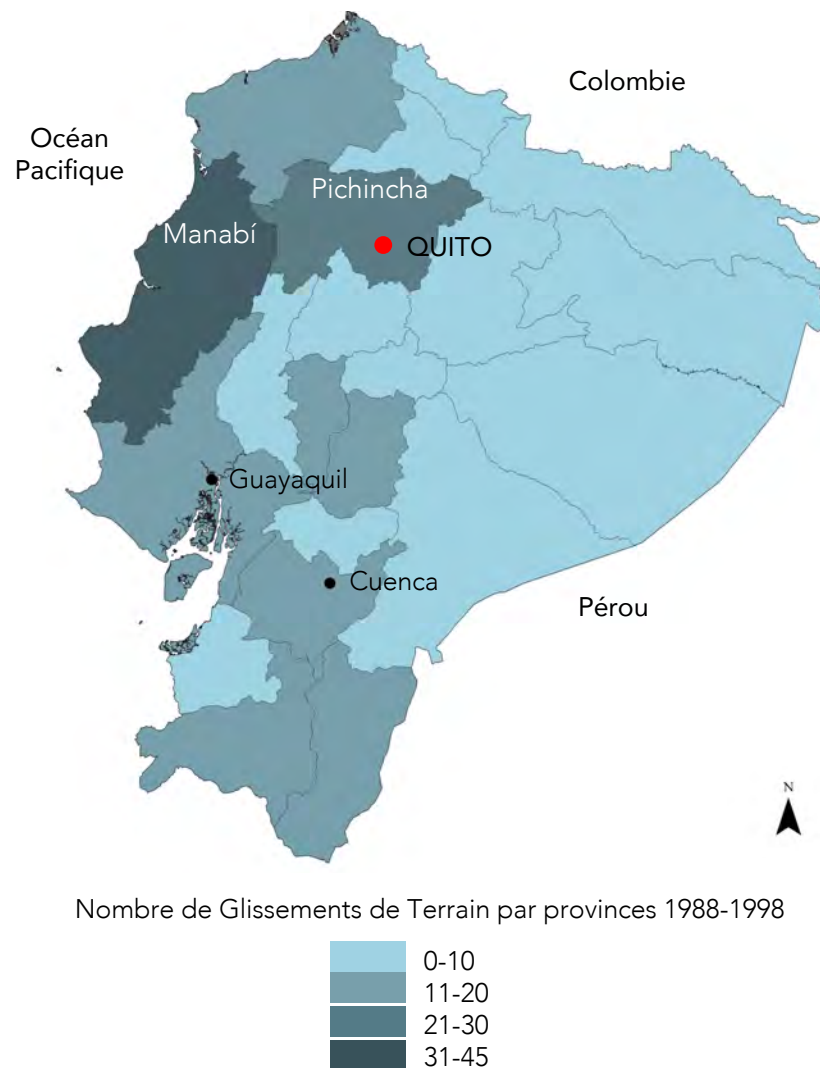 Colombie
Océan
Pacifique
Pichincha
Manabí
QUITO
Guayaquil
Cuenca
Pérou
N
Nombre de Glissements de Terrain par provinces 1988-1998
0-10
11-20
21-30
31-45